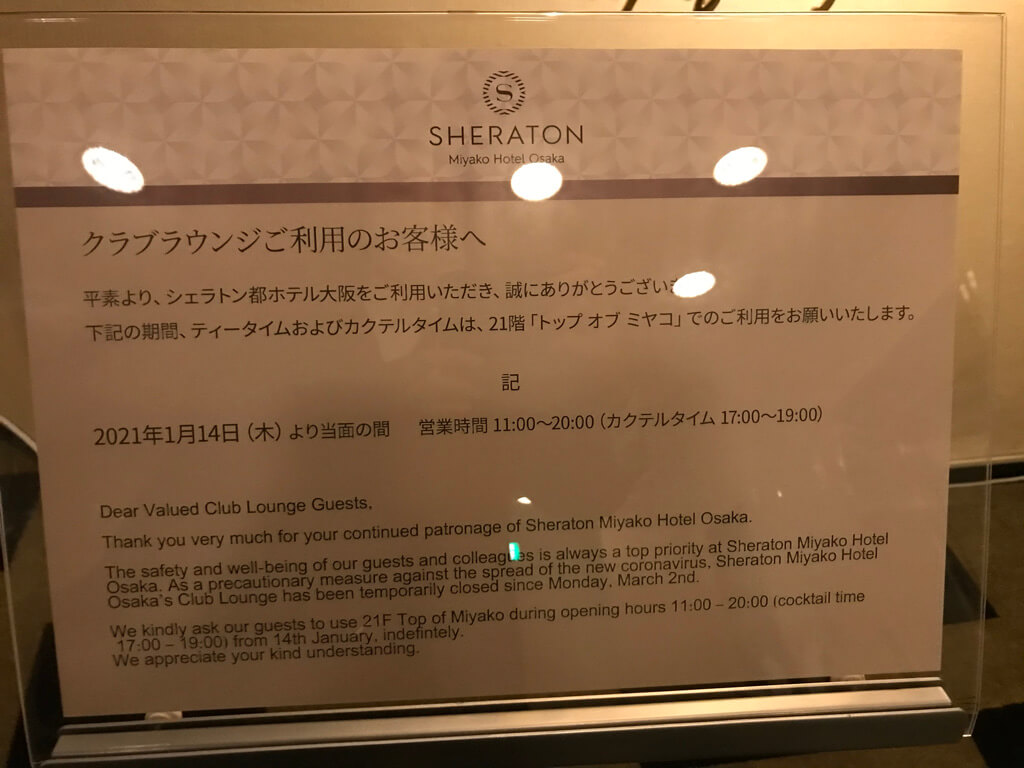 S
SHERATON
Miyako Hotel Osaka
クラブラウンジご利用のお客様へ
平素より、シェラトン都ホテル大阪をご利用いただき、誠にありがとうござい
下記の期間、ティータイムおよびカクテルタイムは、21階「トップ オブ ミヤコ」でのご利用をお願いいたします。
記
2021年1月14日（木）より当面の間　営業時間 11:00～20:00（カクテルタイム 17:00～19:00）
Dear Valued Club Lounge Guests,
Thank you very much for your continued patronage of Sheraton Miyako Hotel Osaka.
The safety and well-being of our guests and colleagues is always a top priority at Sheraton Miyako Hotel
Osaka. As a precautionary measure against the spread of the new coronavirus, Sheraton Miyako Hotel
Osaka's Club Lounge has been temporarily closed since Monday, March 2nd.
We kindly ask our guests to use 21F Top of Miyako during opening hours 11:00 – 20:00 (cocktail time
17:00 – 19:00) from 14th January, indefintely.
We appreciate your kind understanding.